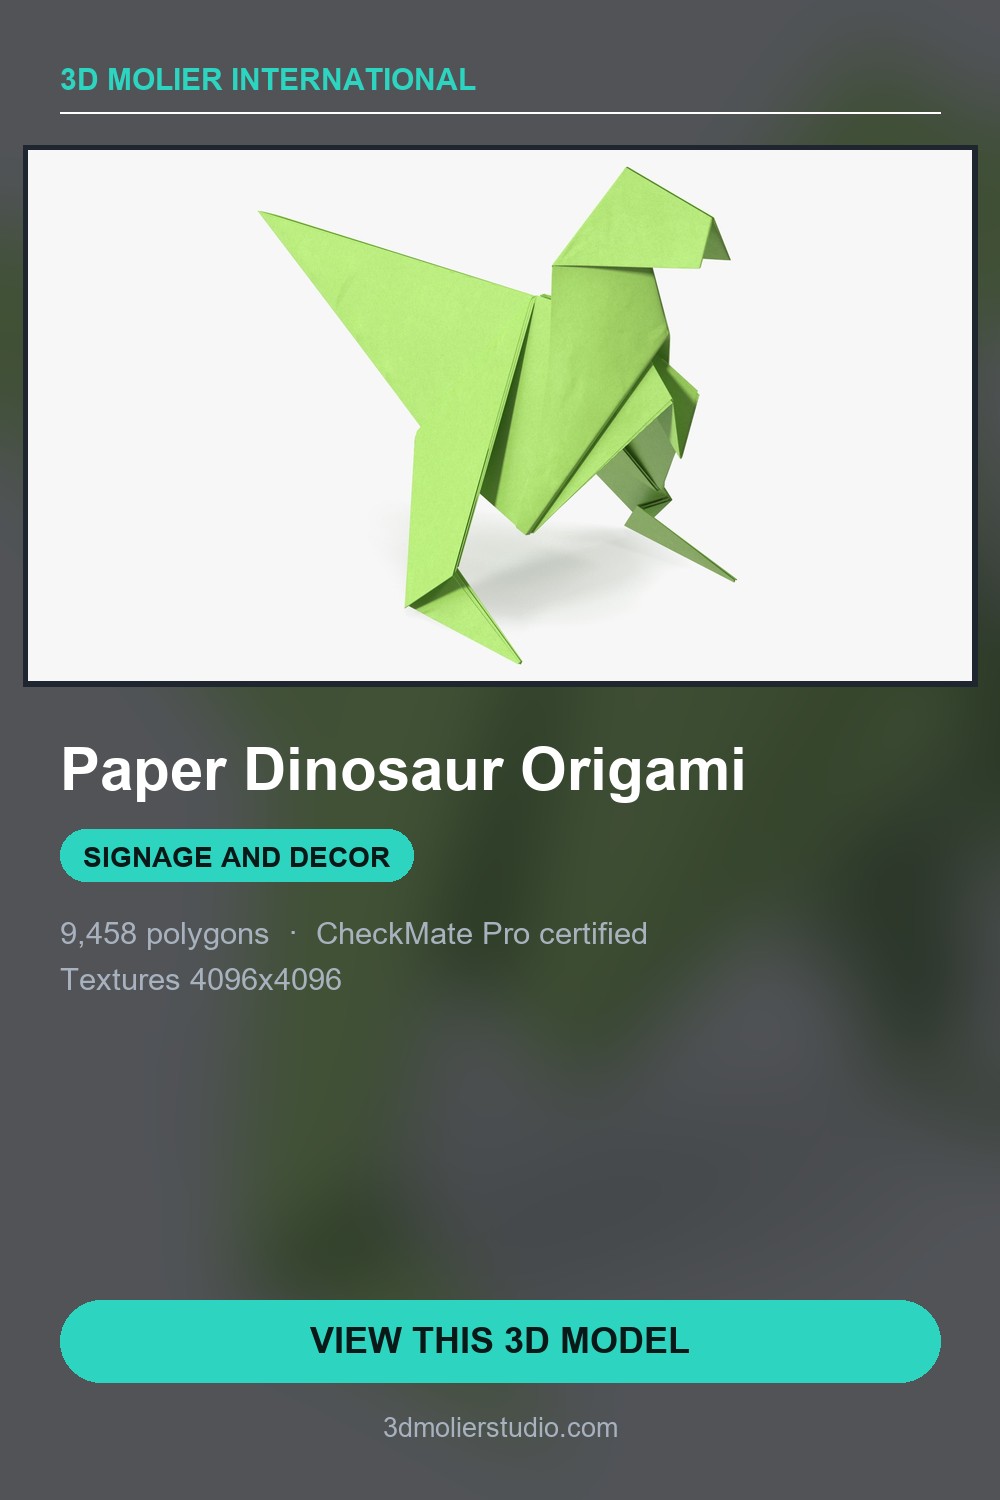 3D MOLIER INTERNATIONAL
Paper Dinosaur Origami
SIGNAGE AND DECOR
9,458 polygons · CheckMate Pro certified
Textures 4096x4096
VIEW THIS 3D MODEL
3dmolierstudio.com